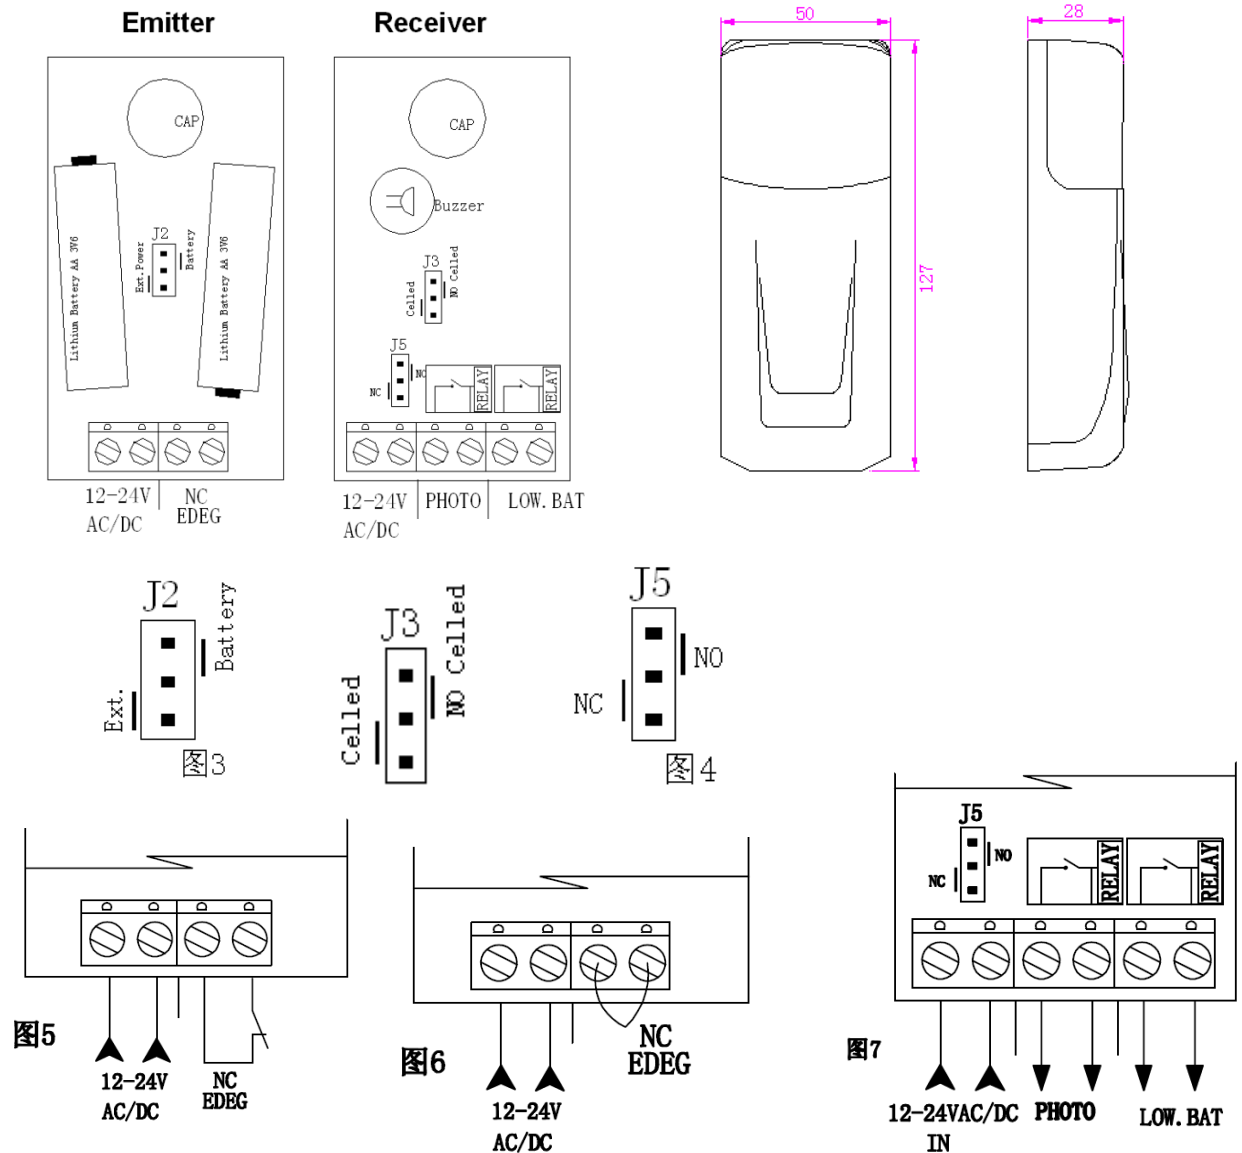 Emitter
Receiver
50
28
CAP
CAP
Buzzer
127
J2
Ext.Power
Battery
Lithium Battery AA 3V6
Lithium Battery AA 3V6
J3
Celled
NO Celled
J5
NC
NO
RELAY
RELAY
D D D D
D D D D D D
12-24V
AC/DC
NC
EDEG
12-24V
AC/DC
PHOTO
LOW.BAT
J2
Ext.
Battery
图3
J3
Celled
NO Celled
J5
NC
NO
图4
D D D D
图5
12-24V
AC/DC
NC
EDEG
D D D D
图6
12-24V
AC/DC
NC
EDEG
J5
NC
NO
RELAY
RELAY
D D D D D D
图7
12-24VAC/DC
IN
PHOTO
LOW.BAT